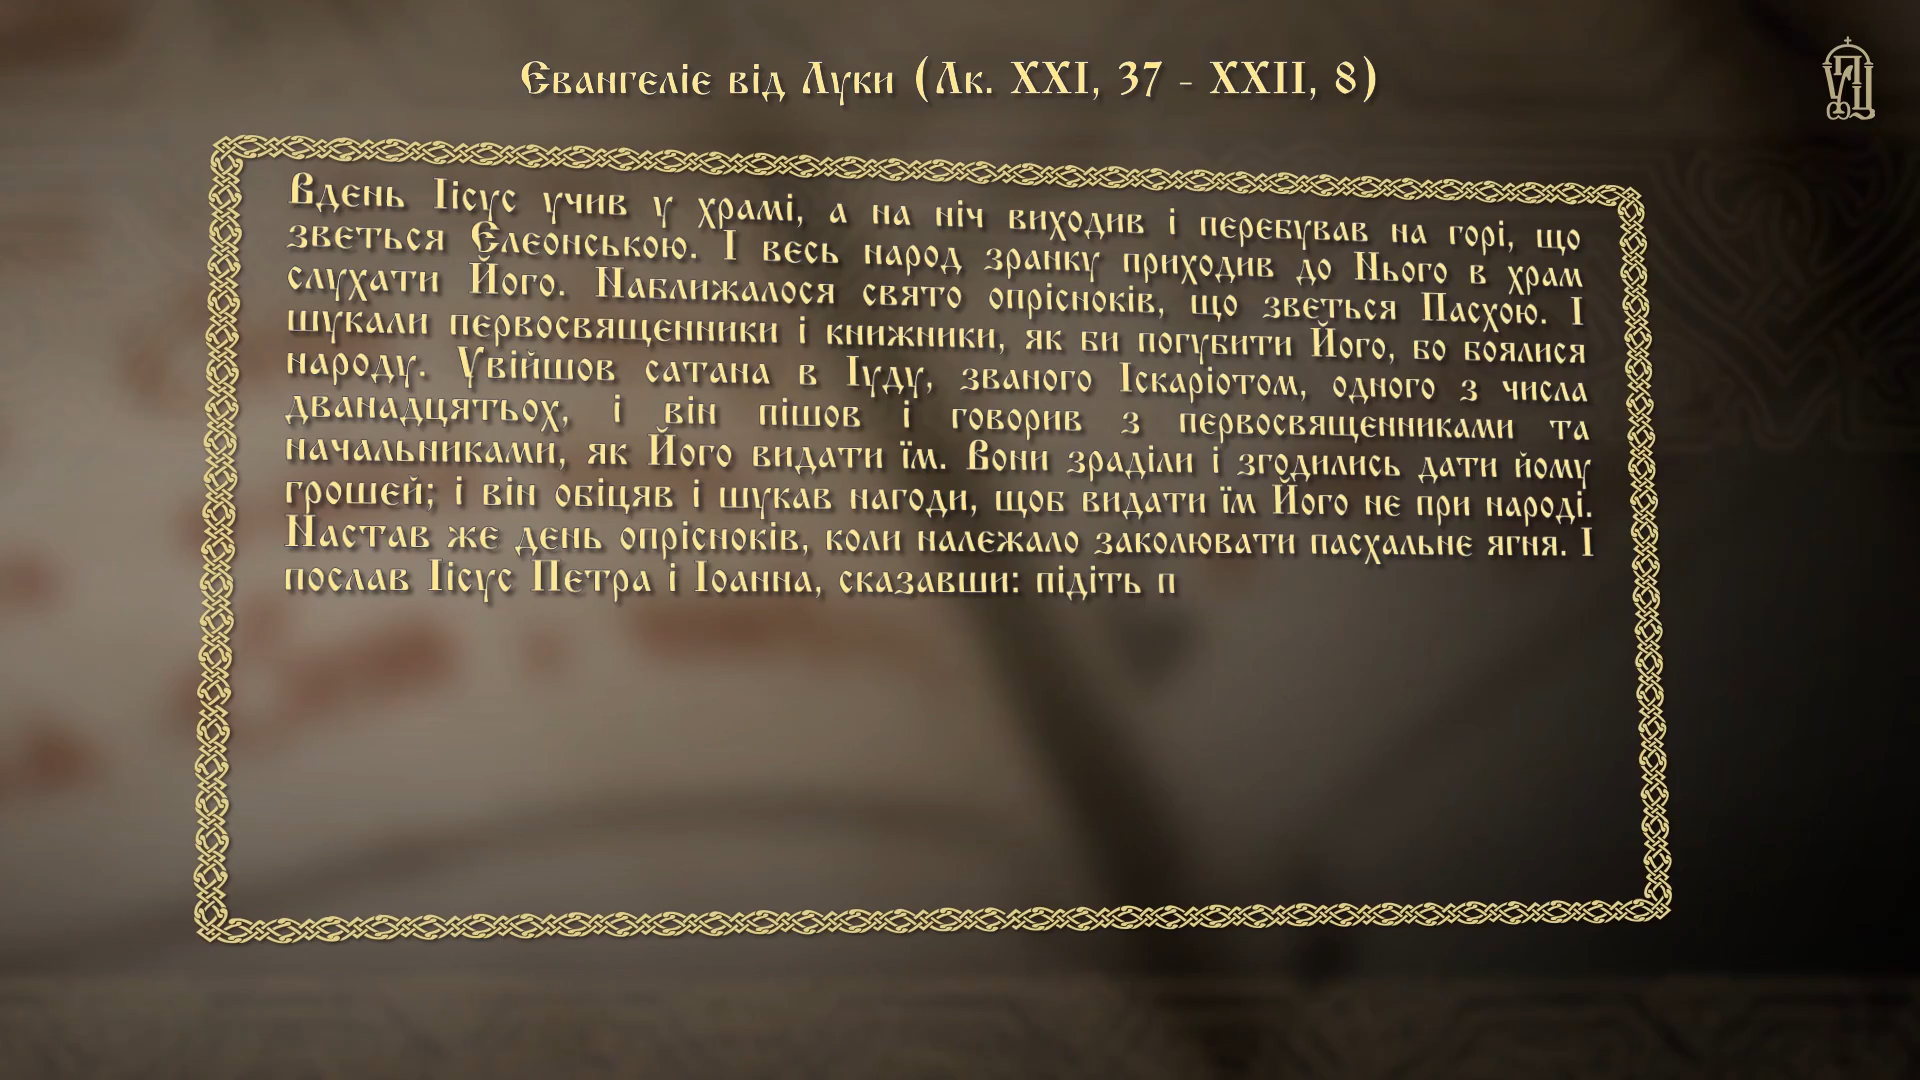 Євангеліє від Луки (Лк. XXI, 37 - XXII, 8)
Вдень Іісус учив у храмі, а на ніч виходив і перебував на горі, що
зветься Єлеонською. І весь народ зранку приходив до Нього в храм
слухати Його. Наближалося свято опрісноків, що зветься Пасхою. І
шукали первосвященники і книжники, як би погубити Його, бо боялися
народу. Увійшов сатана в Іуду, званого Іскаріотом, одного з числа
дванадцятьох, і він пішов і говорив з первосвященниками та
начальниками, як Його видати їм. Вони зраділи і згодились дати йому
грошей; і він обіцяв і шукав нагоди, щоб видати їм Його не при народі.
Настав же день опрісноків, коли належало заколювати пасхальне ягня. І
послав Іісус Петра і Іоанна, сказавши: підіть п